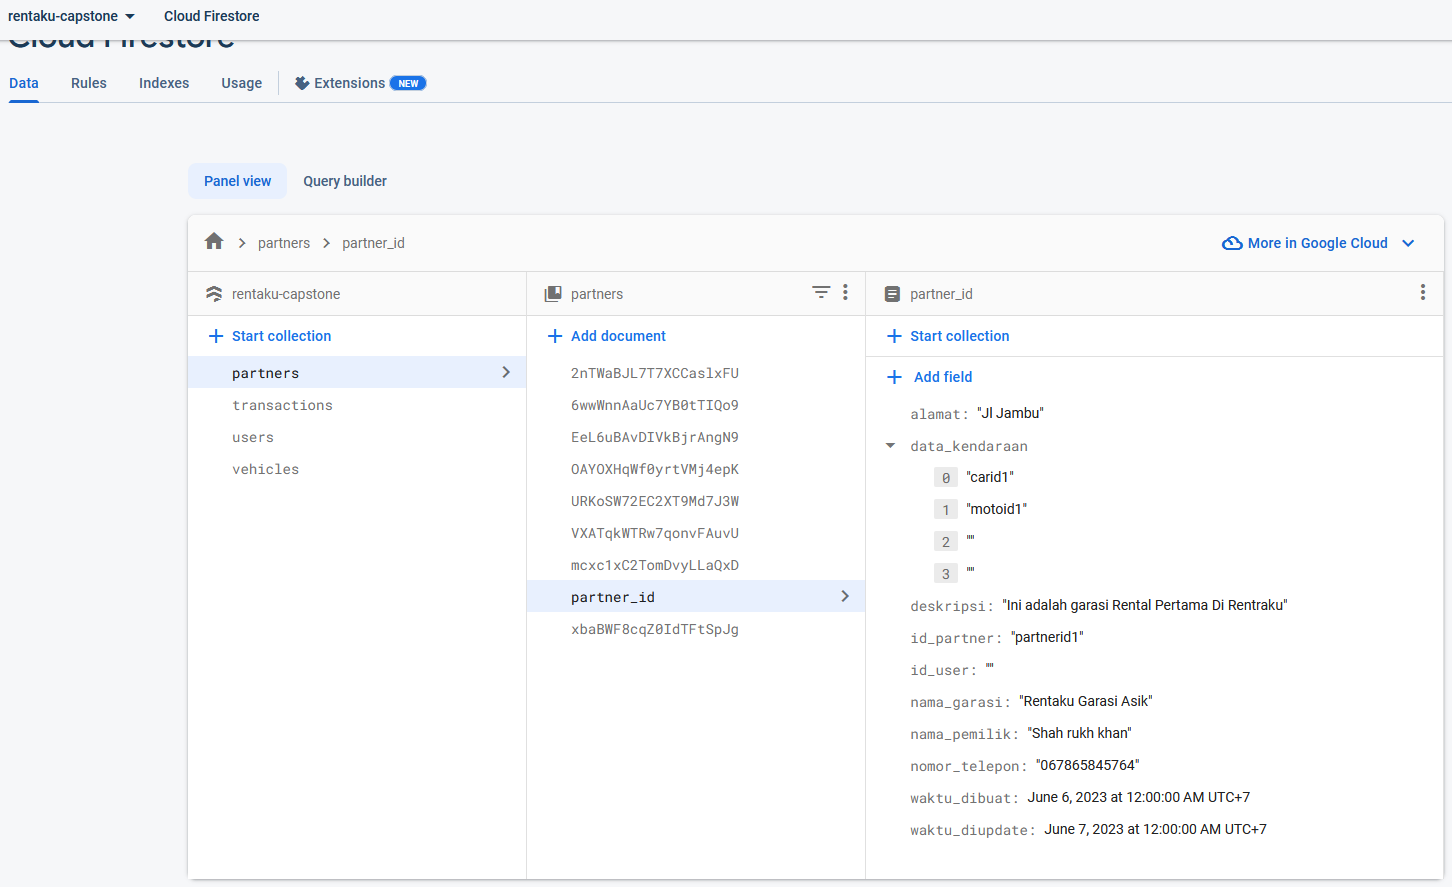 rentaku-capstone Cloud Firestore
Cloud Firestore
Data Rules Indexes Usage Extensions NEW
Panel view Query builder
partners partner_id More in Google Cloud
rentaku-capstone
Start collection
partners
transactions
users
vehicles
partners
Add document
2nTWaBJL7T7XCCaslxFU
6wwWnnAaUc7YB0tTIQo9
EeL6uBAvDIVkBjrAngN9
OAYOXHqWf0yrtVMj4epK
URKoSW72EC2XT9Md7J3W
VXATqkWTRw7qonvFAuvU
mcxc1xC2TomDvyLLaQxD
partner_id
xbaBWF8cqZ0IdTFtSpJg
partner_id
Start collection
Add field
alamat: "Jl Jambu"
data_kendaraan
0 "carid1"
1 "motoid1"
2 ""
3 ""
deskripsi: "Ini adalah garasi Rental Pertama Di Rentraku"
id_partner: "partnerid1"
id_user: ""
nama_garasi: "Rentaku Garasi Asik"
nama_pemilik: "Shah rukh khan"
nomor_telepon: "067865845764"
waktu_dibuat: June 6, 2023 at 12:00:00 AM UTC+7
waktu_diupdate: June 7, 2023 at 12:00:00 AM UTC+7